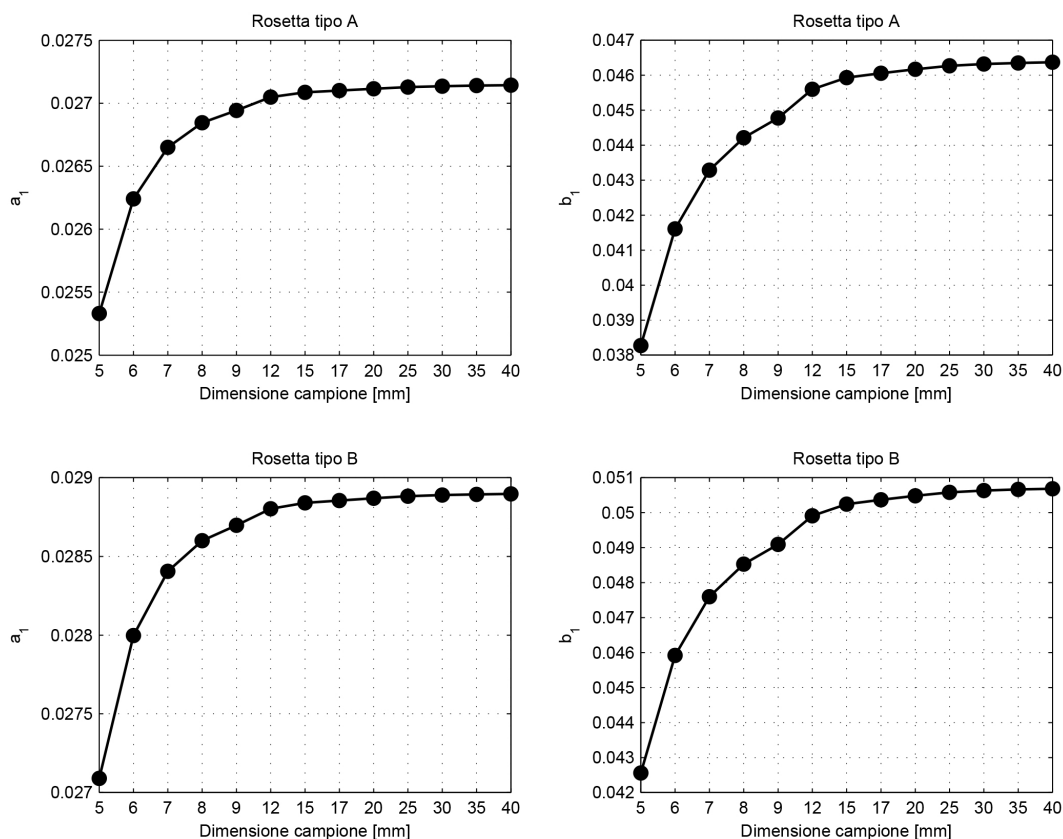 Rosetta tipo A
0.0275
0.027
0.0265
0.026
0.0255
0.025
a1
5 6 7 8 9 12 15 17 20 25 30 35 40
Dimensione campione [mm]
Rosetta tipo A
0.047
0.046
0.045
0.044
0.043
0.042
0.041
0.04
0.039
0.038
b1
5 6 7 8 9 12 15 17 20 25 30 35 40
Dimensione campione [mm]
Rosetta tipo B
0.029
0.0285
0.028
0.0275
0.027
a1
5 6 7 8 9 12 15 17 20 25 30 35 40
Dimensione campione [mm]
Rosetta tipo B
0.051
0.05
0.049
0.048
0.047
0.046
0.045
0.044
0.043
0.042
b1
5 6 7 8 9 12 15 17 20 25 30 35 40
Dimensione campione [mm]